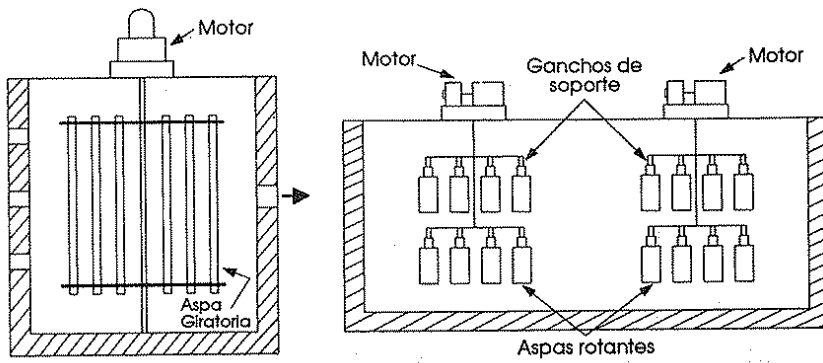 Motor
Aspa
Giratoria
Motor
Ganchos de
soporte
Motor
Aspas rotantes